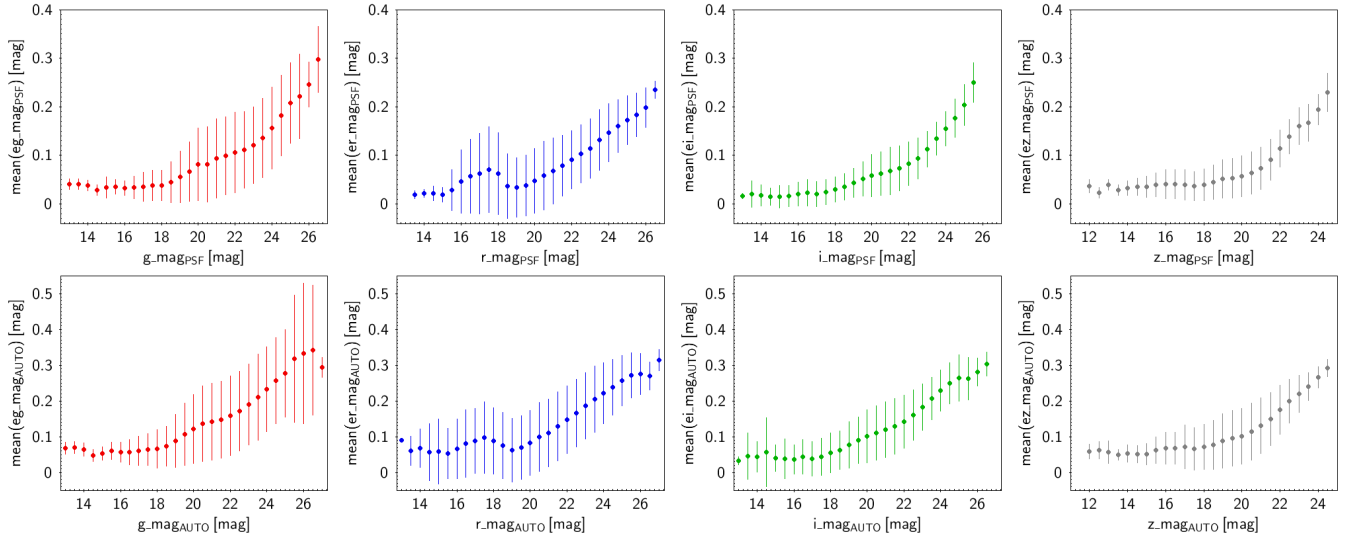 0.4
0.3
0.2
0.1
0
mean(eg_magPSF) [mag]
14 16 18 20 22 24 26
g_magPSF [mag]
0.4
0.3
0.2
0.1
0
mean(er_magPSF) [mag]
14 16 18 20 22 24 26
r_magPSF [mag]
0.4
0.3
0.2
0.1
0
mean(ei_magPSF) [mag]
14 16 18 20 22 24 26
i_magPSF [mag]
0.4
0.3
0.2
0.1
0
mean(ez_magPSF) [mag]
12 14 16 18 20 22 24
z_magPSF [mag]
0.5
0.4
0.3
0.2
0.1
0
mean(eg_magAUTO) [mag]
14 16 18 20 22 24 26
g_magAUTO [mag]
0.5
0.4
0.3
0.2
0.1
0
mean(er_magAUTO) [mag]
14 16 18 20 22 24 26
r_magAUTO [mag]
0.5
0.4
0.3
0.2
0.1
0
mean(ei_magAUTO) [mag]
14 16 18 20 22 24 26
i_magAUTO [mag]
0.5
0.4
0.3
0.2
0.1
0
mean(ez_magAUTO) [mag]
12 14 16 18 20 22 24
z_magAUTO [mag]